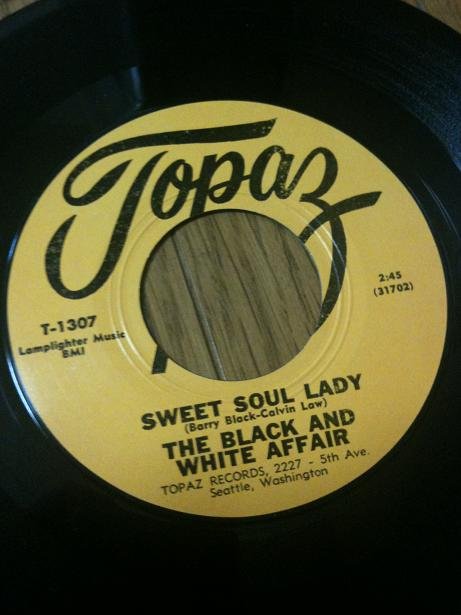 Topaz
2:45
(31702)
T-1307
Lamplighter Music
BMI
SWEET SOUL LADY
(Barry Black-Calvin Law)
THE BLACK AND
WHITE AFFAIR
TOPAZ RECORDS, 2227 - 5th Ave.
Seattle, Washington